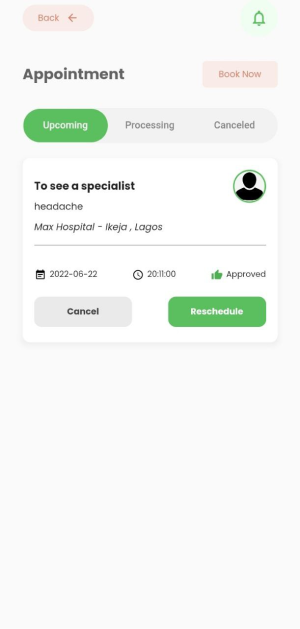 Back
Appointment
Book Now
Upcoming Processing Canceled
To see a specialist
headache
Max Hospital - Ikeja , Lagos
2022-06-22 20:11:00 Approved
Cancel Reschedule